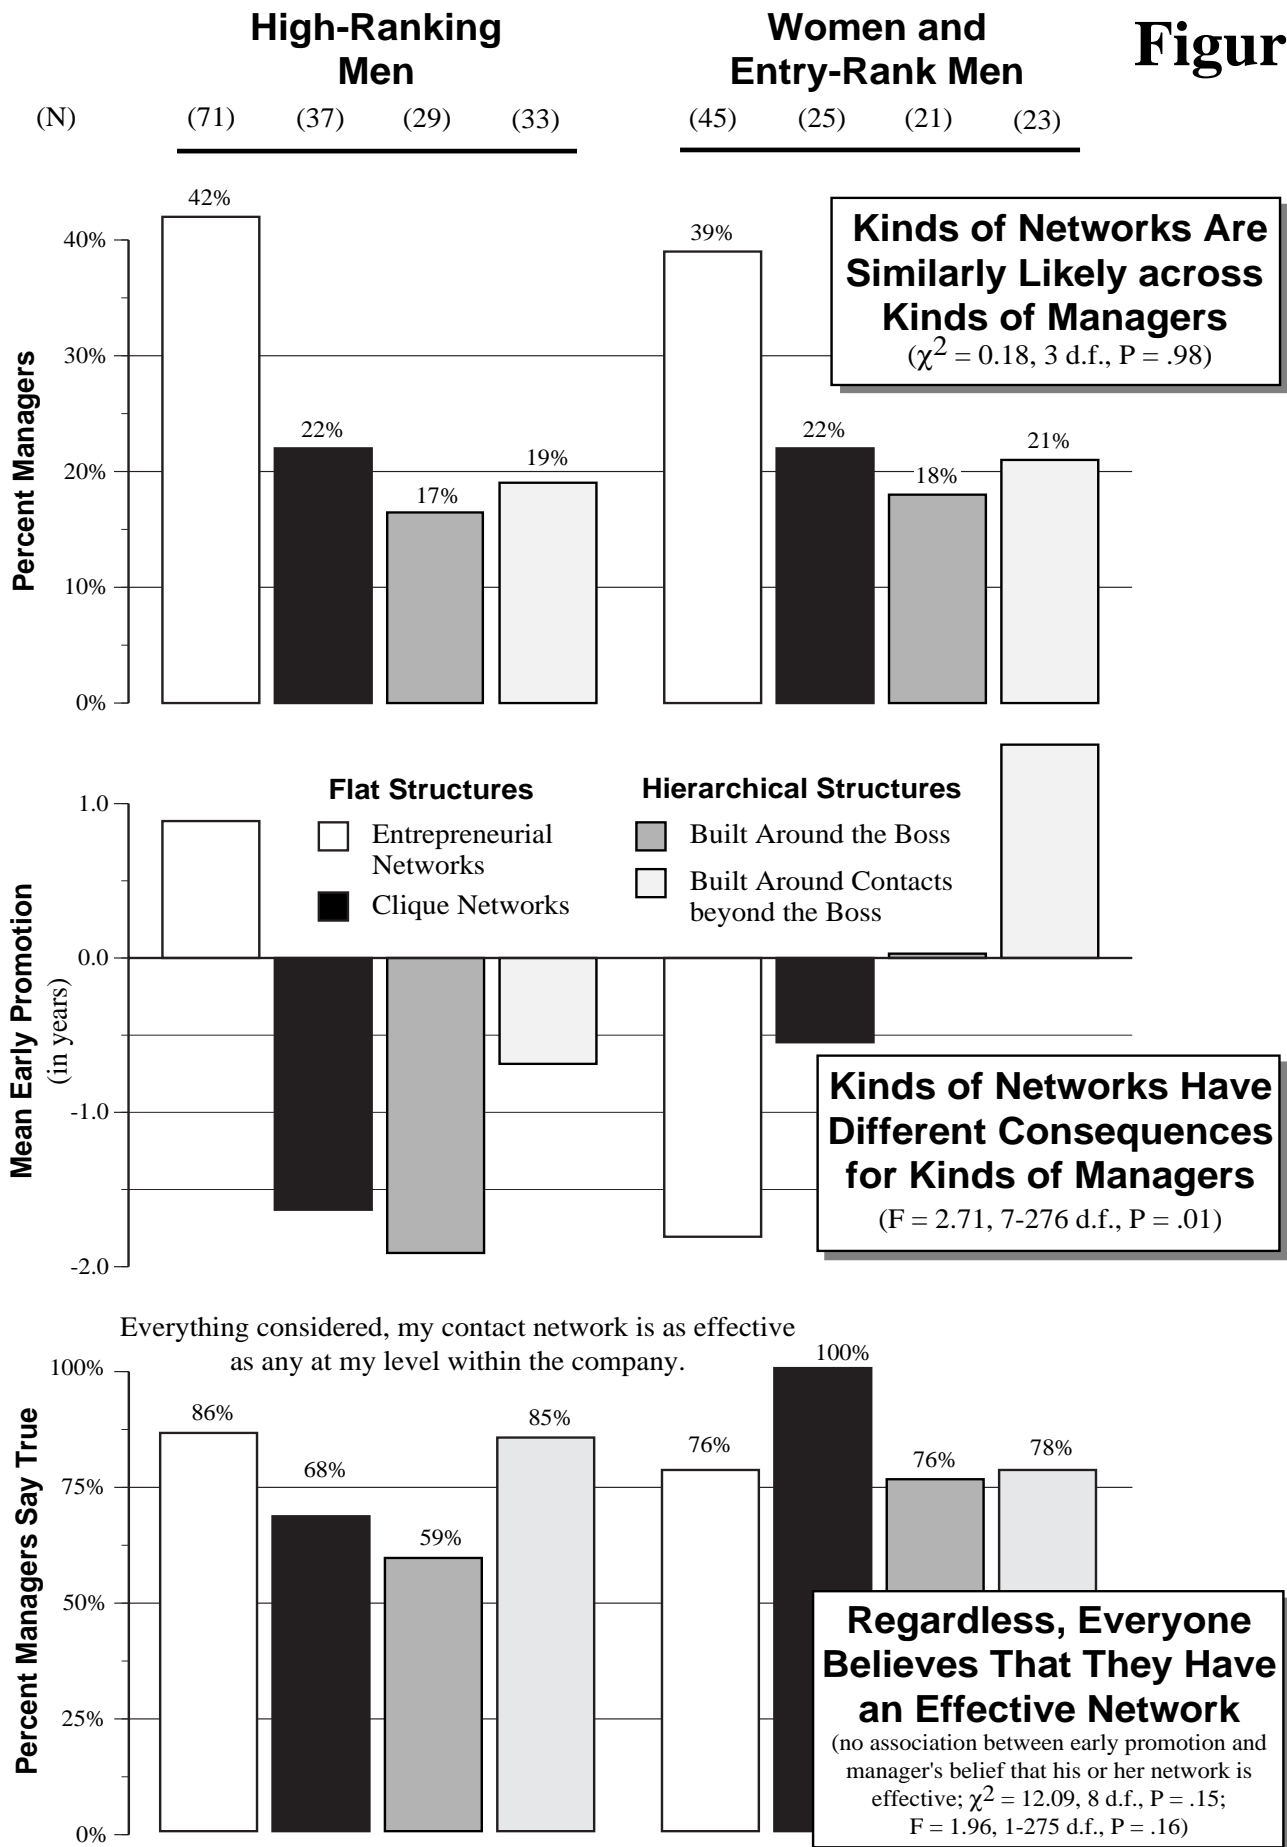 High-Ranking
Men
Women and
Entry-Rank Men
Figur
(N)
(71)
(37)
(29)
(33)
(45)
(25)
(21)
(23)
Percent Managers
40%
30%
20%
10%
0%
42%
22%
17%
19%
39%
22%
18%
21%
Kinds of Networks Are
Similarly Likely across
Kinds of Managers
(χ2 = 0.18, 3 d.f., P = .98)
Mean Early Promotion
(in years)
1.0
0.0
-1.0
-2.0
Flat Structures
Entrepreneurial
Networks
Clique Networks
Hierarchical Structures
Built Around the Boss
Built Around Contacts
beyond the Boss
Kinds of Networks Have
Different Consequences
for Kinds of Managers
(F = 2.71, 7-276 d.f., P = .01)
Everything considered, my contact network is as effective
as any at my level within the company.
Percent Managers Say True
100%
75%
50%
25%
0%
86%
68%
59%
85%
76%
100%
76%
78%
Regardless, Everyone
Believes That They Have
an Effective Network
(no association between early promotion and
manager's belief that his or her network is
effective; χ2 = 12.09, 8 d.f., P = .15;
F = 1.96, 1-275 d.f., P = .16)